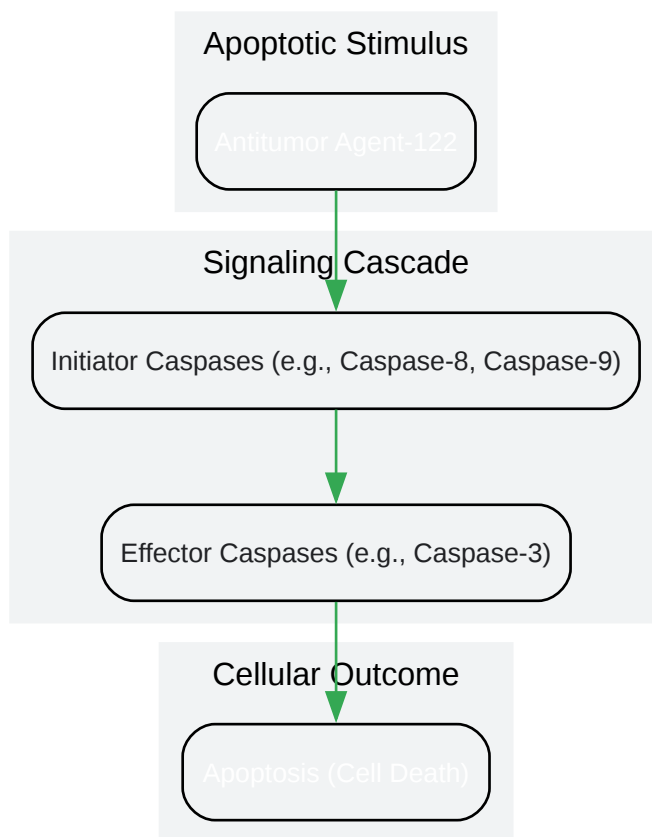 Apoptotic Stimulus
Antitumor Agent-122
Signaling Cascade
Initiator Caspases (e.g., Caspase-8, Caspase-9)
Effector Caspases (e.g., Caspase-3)
Cellular Outcome
Apoptosis (Cell Death)